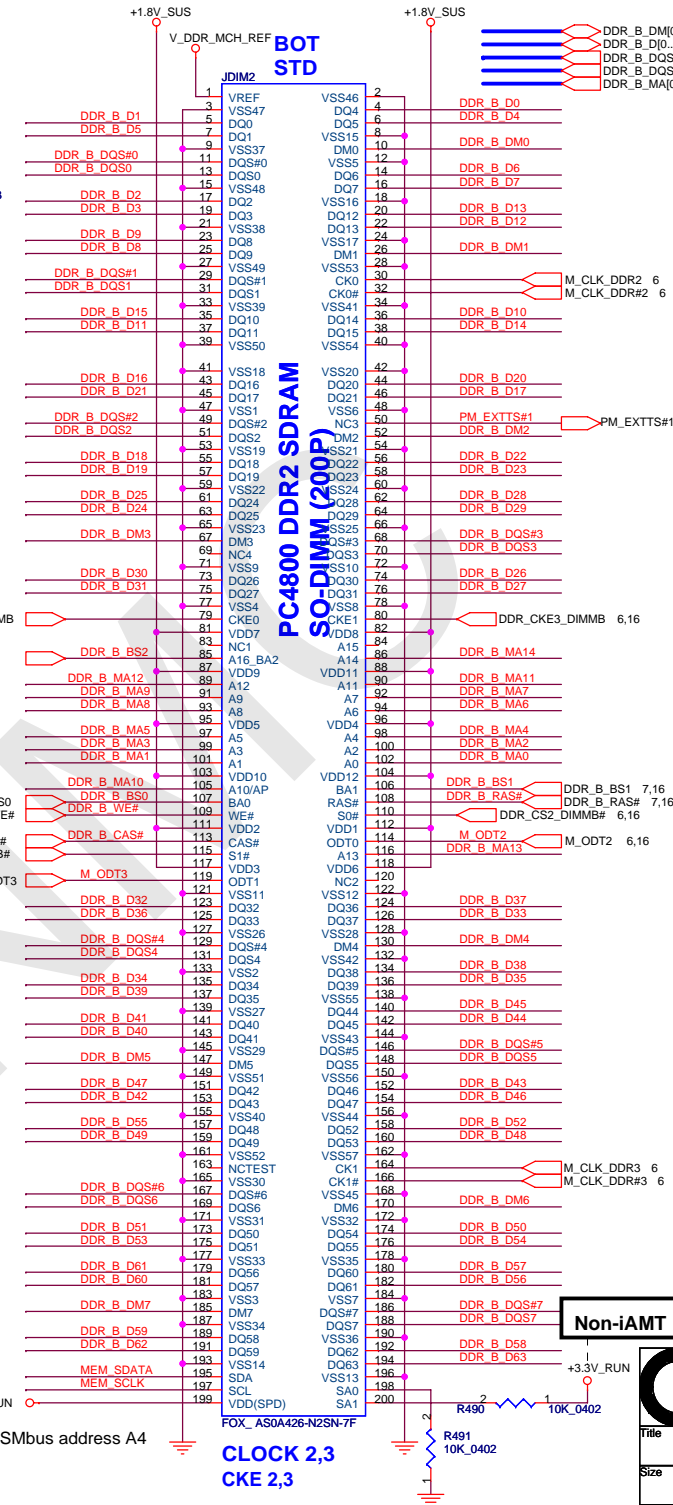 +1.8V_SUS +1.8V_SUS
V_DDR_MCH_REF BOT
STD
DDR_B_DM[0
DDR_B_D[0..
DDR_B_DQS
DDR_B_DQS
DDR_B_MA[0
JDIM2
1 VREF VSS46 2
3 VSS47 DQ4 4 DDR_B_D0
DDR_B_D1 5 DQ0 DQ5 6 DDR_B_D4
DDR_B_D5 7 DQ1 VSS15 8
9 VSS37 DM0 10 DDR_B_DM0
DDR_B_DQS#0 11 DQS#0 VSS5 12
DDR_B_DQS0 13 DQS0 DQ6 14 DDR_B_D6
15 VSS48 DQ7 16 DDR_B_D7
DDR_B_D2 17 DQ2 VSS16 18
DDR_B_D3 19 DQ3 DQ12 20 DDR_B_D13
21 VSS38 DQ13 22 DDR_B_D12
DDR_B_D9 23 DQ8 VSS17 24
DDR_B_D8 25 DQ9 DM1 26 DDR_B_DM1
27 VSS49 VSS53 28
DDR_B_DQS#1 29 DQS#1 CK0 30 M_CLK_DDR2 6
DDR_B_DQS1 31 DQS1 CK0# 32 M_CLK_DDR#2 6
33 VSS39 VSS41 34
DDR_B_D15 35 DQ10 DQ14 36 DDR_B_D10
DDR_B_D11 37 DQ11 DQ15 38 DDR_B_D14
39 VSS50 VSS54 40
41 VSS18 VSS20 42
DDR_B_D16 43 DQ16 DQ20 44 DDR_B_D20
DDR_B_D21 45 DQ17 DQ21 46 DDR_B_D17
47 VSS1 VSS6 48
DDR_B_DQS#2 49 DQS#2 NC3 50 PM_EXTTS#1 PM_EXTTS#1
DDR_B_DQS2 51 DQS2 DM2 52 DDR_B_DM2
53 VSS19 VSS21 54
DDR_B_D18 55 DQ18 DQ22 56 DDR_B_D22
DDR_B_D19 57 DQ19 DQ23 58 DDR_B_D23
59 VSS22 VSS24 60
DDR_B_D25 61 DQ24 DQ28 62 DDR_B_D28
DDR_B_D24 63 DQ25 DQ29 64 DDR_B_D29
65 VSS23 VSS25 66
DDR_B_DM3 67 DM3 DQS#3 68 DDR_B_DQS#3
69 NC4 DQS3 70 DDR_B_DQS3
71 VSS9 VSS10 72
DDR_B_D30 73 DQ26 DQ30 74 DDR_B_D26
DDR_B_D31 75 DQ27 DQ31 76 DDR_B_D27
77 VSS4 VSS8 78
MB 79 CKE0 CKE1 80 DDR_CKE3_DIMMB 6,16
81 VDD7 VDD8 82
83 NC1 A15 84
DDR_B_BS2 85 A16_BA2 A14 86 DDR_B_MA14
87 VDD9 VDD11 88
DDR_B_MA12 89 A12 A11 90 DDR_B_MA11
DDR_B_MA9 91 A9 A7 92 DDR_B_MA7
DDR_B_MA8 93 A8 A6 94 DDR_B_MA6
95 VDD5 VDD4 96
DDR_B_MA5 97 A5 A4 98 DDR_B_MA4
DDR_B_MA3 99 A3 A2 100 DDR_B_MA2
DDR_B_MA1 101 A1 A0 102 DDR_B_MA0
103 VDD10 VDD12 104
DDR_B_MA10 105 A10/AP BA1 106 DDR_B_BS1 DDR_B_BS1 7,16
S0 DDR_B_BS0 107 BA0 RAS# 108 DDR_B_RAS# DDR_B_RAS# 7,16
E# DDR_B_WE# 109 WE# S0# 110 DDR_CS2_DIMMB# 6,16
111 VDD2 VDD1 112
# DDR_B_CAS# 113 CAS# ODT0 114 M_ODT2 M_ODT2 6,16
B# 115 S1# A13 116 DDR_B_MA13
117 VDD3 VDD6 118
DT3 M_ODT3 119 ODT1 NC2 120
121 VSS11 VSS12 122
DDR_B_D32 123 DQ32 DQ36 124 DDR_B_D37
DDR_B_D36 125 DQ33 DQ37 126 DDR_B_D33
127 VSS26 VSS28 128
DDR_B_DQS#4 129 DQS#4 DM4 130 DDR_B_DM4
DDR_B_DQS4 131 DQS4 VSS42 132
133 VSS2 DQ38 134 DDR_B_D38
DDR_B_D34 135 DQ34 DQ39 136 DDR_B_D35
DDR_B_D39 137 DQ35 VSS55 138
139 VSS27 DQ44 140 DDR_B_D45
DDR_B_D41 141 DQ40 DQ45 142 DDR_B_D44
DDR_B_D40 143 DQ41 VSS43 144
145 VSS29 DQS#5 146 DDR_B_DQS#5
DDR_B_DM5 147 DM5 DQS5 148 DDR_B_DQS5
149 VSS51 VSS56 150
DDR_B_D47 151 DQ42 DQ46 152 DDR_B_D43
DDR_B_D42 153 DQ43 DQ47 154 DDR_B_D46
155 VSS40 VSS44 156
DDR_B_D55 157 DQ48 DQ52 158 DDR_B_D52
DDR_B_D49 159 DQ49 DQ53 160 DDR_B_D48
161 VSS52 VSS57 162
163 NCTEST CK1 164 M_CLK_DDR3 6
165 VSS30 CK1# 166 M_CLK_DDR#3 6
DDR_B_DQS#6 167 DQS#6 VSS45 168
DDR_B_DQS6 169 DQS6 DM6 170 DDR_B_DM6
171 VSS31 VSS32 172
DDR_B_D51 173 DQ50 DQ54 174 DDR_B_D50
DDR_B_D53 175 DQ51 DQ55 176 DDR_B_D54
177 VSS33 VSS35 178
DDR_B_D61 179 DQ56 DQ60 180 DDR_B_D57
DDR_B_D60 181 DQ57 DQ61 182 DDR_B_D56
183 VSS3 VSS7 184
DDR_B_DM7 185 DM7 DQS#7 186 DDR_B_DQS#7
187 VSS34 DQS7 188 DDR_B_DQS7
DDR_B_D59 189 DQ58 VSS36 190
DDR_B_D62 191 DQ59 DQ62 192 DDR_B_D58
193 VSS14 DQ63 194 DDR_B_D63
MEM_SDATA 195 SDA VSS13 196
MEM_SCLK 197 SCL SA0 198
UN 199 VDD(SPD) SA1 200
PC4800 DDR2 SDRAM
SO-DIMM (200P)
Non-iAMT
+3.3V_RUN
R490 2 1 10K_0402
FOX_ AS0A426-N2SN-7F
SMbus address A4
2 R491
10K_0402
1
CLOCK 2,3
CKE 2,3
Title
Size